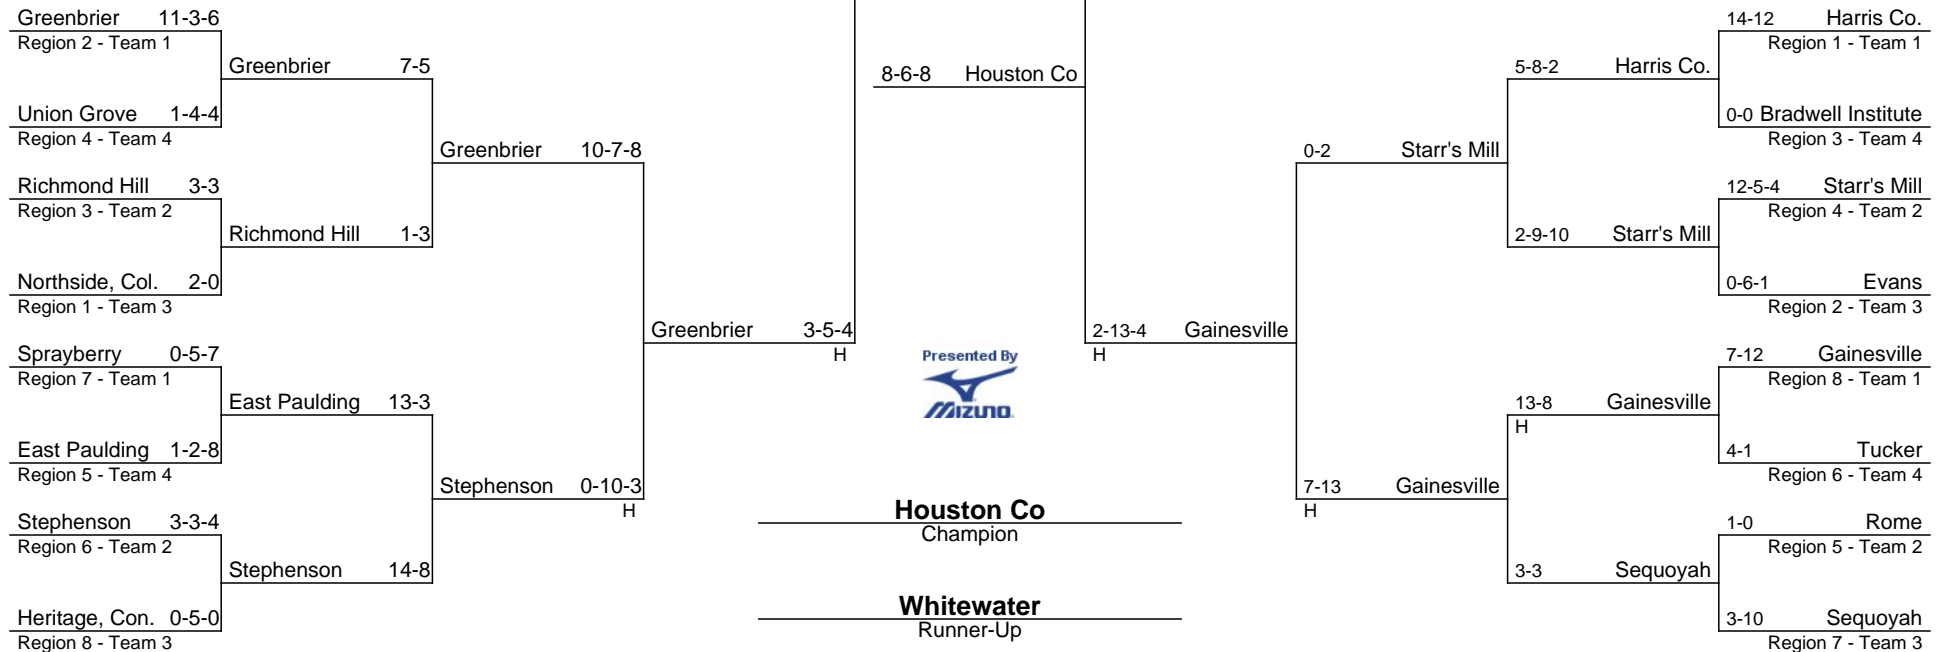 Greenbrier 11-3-6
Region 2 - Team 1
Greenbrier 7-5
Union Grove 1-4-4
Region 4 - Team 4
Greenbrier 10-7-8
Richmond Hill 3-3
Region 3 - Team 2
Richmond Hill 1-3
Northside, Col. 2-0
Region 1 - Team 3
Greenbrier 3-5-4
H
Sprayberry 0-5-7
Region 7 - Team 1
East Paulding 13-3
East Paulding 1-2-8
Region 5 - Team 4
Stephenson 0-10-3
H
Stephenson 3-3-4
Region 6 - Team 2
Stephenson 14-8
Heritage, Con. 0-5-0
Region 8 - Team 3
8-6-8 Houston Co
Presented By
MIZUNO
Houston Co
Champion
Whitewater
Runner-Up
2-13-4 Gainesville
H
0-2 Starr's Mill
7-13 Gainesville
H
5-8-2 Harris Co.
2-9-10 Starr's Mill
13-8 Gainesville
H
3-3 Sequoyah
14-12 Harris Co.
Region 1 - Team 1
0-0 Bradwell Institute
Region 3 - Team 4
12-5-4 Starr's Mill
Region 4 - Team 2
0-6-1 Evans
Region 2 - Team 3
7-12 Gainesville
Region 8 - Team 1
4-1 Tucker
Region 6 - Team 4
1-0 Rome
Region 5 - Team 2
3-10 Sequoyah
Region 7 - Team 3